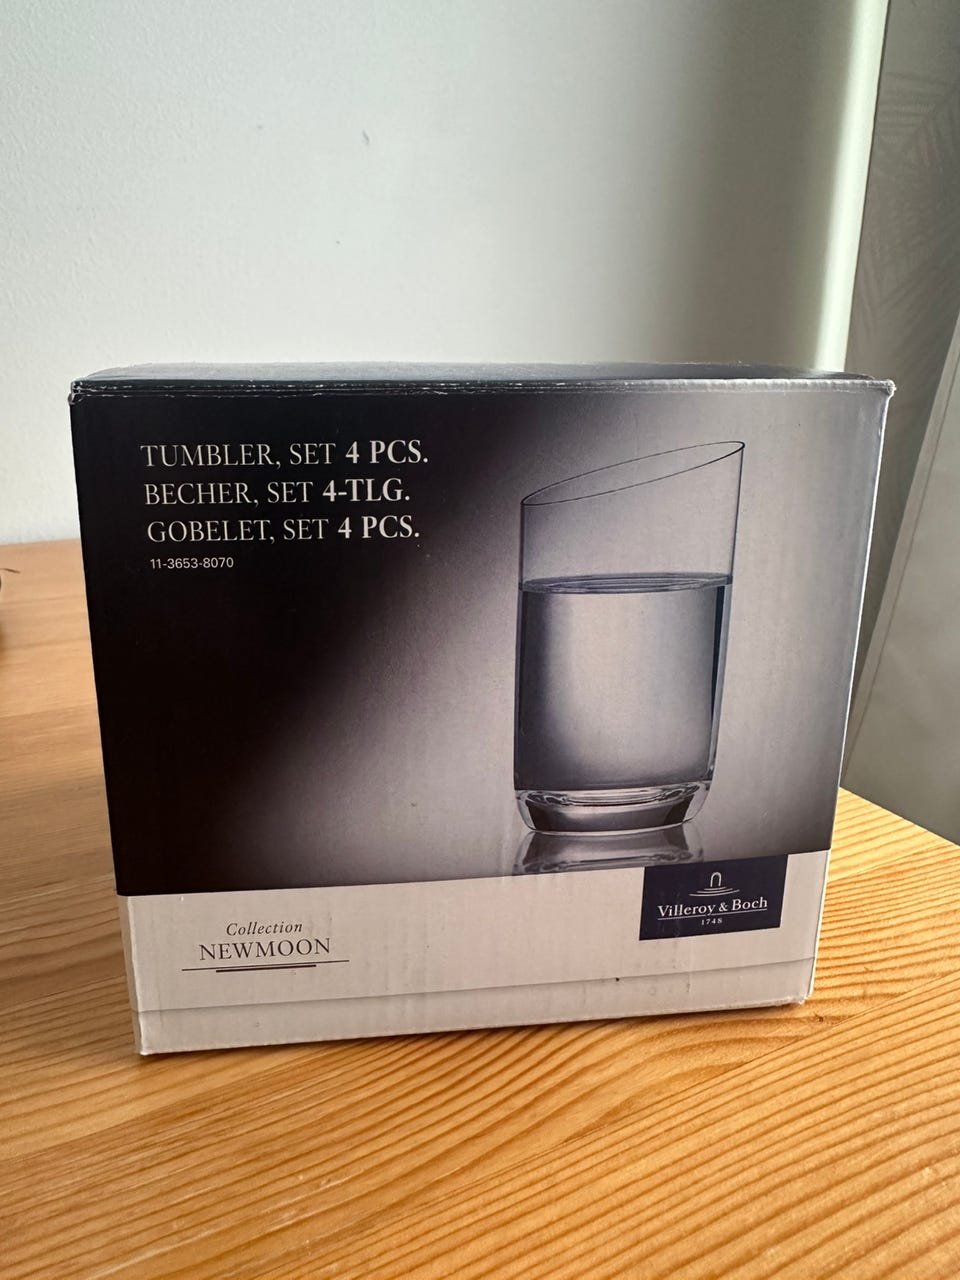 TUMBLER, SET 4 PCS.
BECHER, SET 4-TLG.
GOBELET, SET 4 PCS.
11-3653-8070
Collection
NEWMOON
Villeroy & Boch
1748